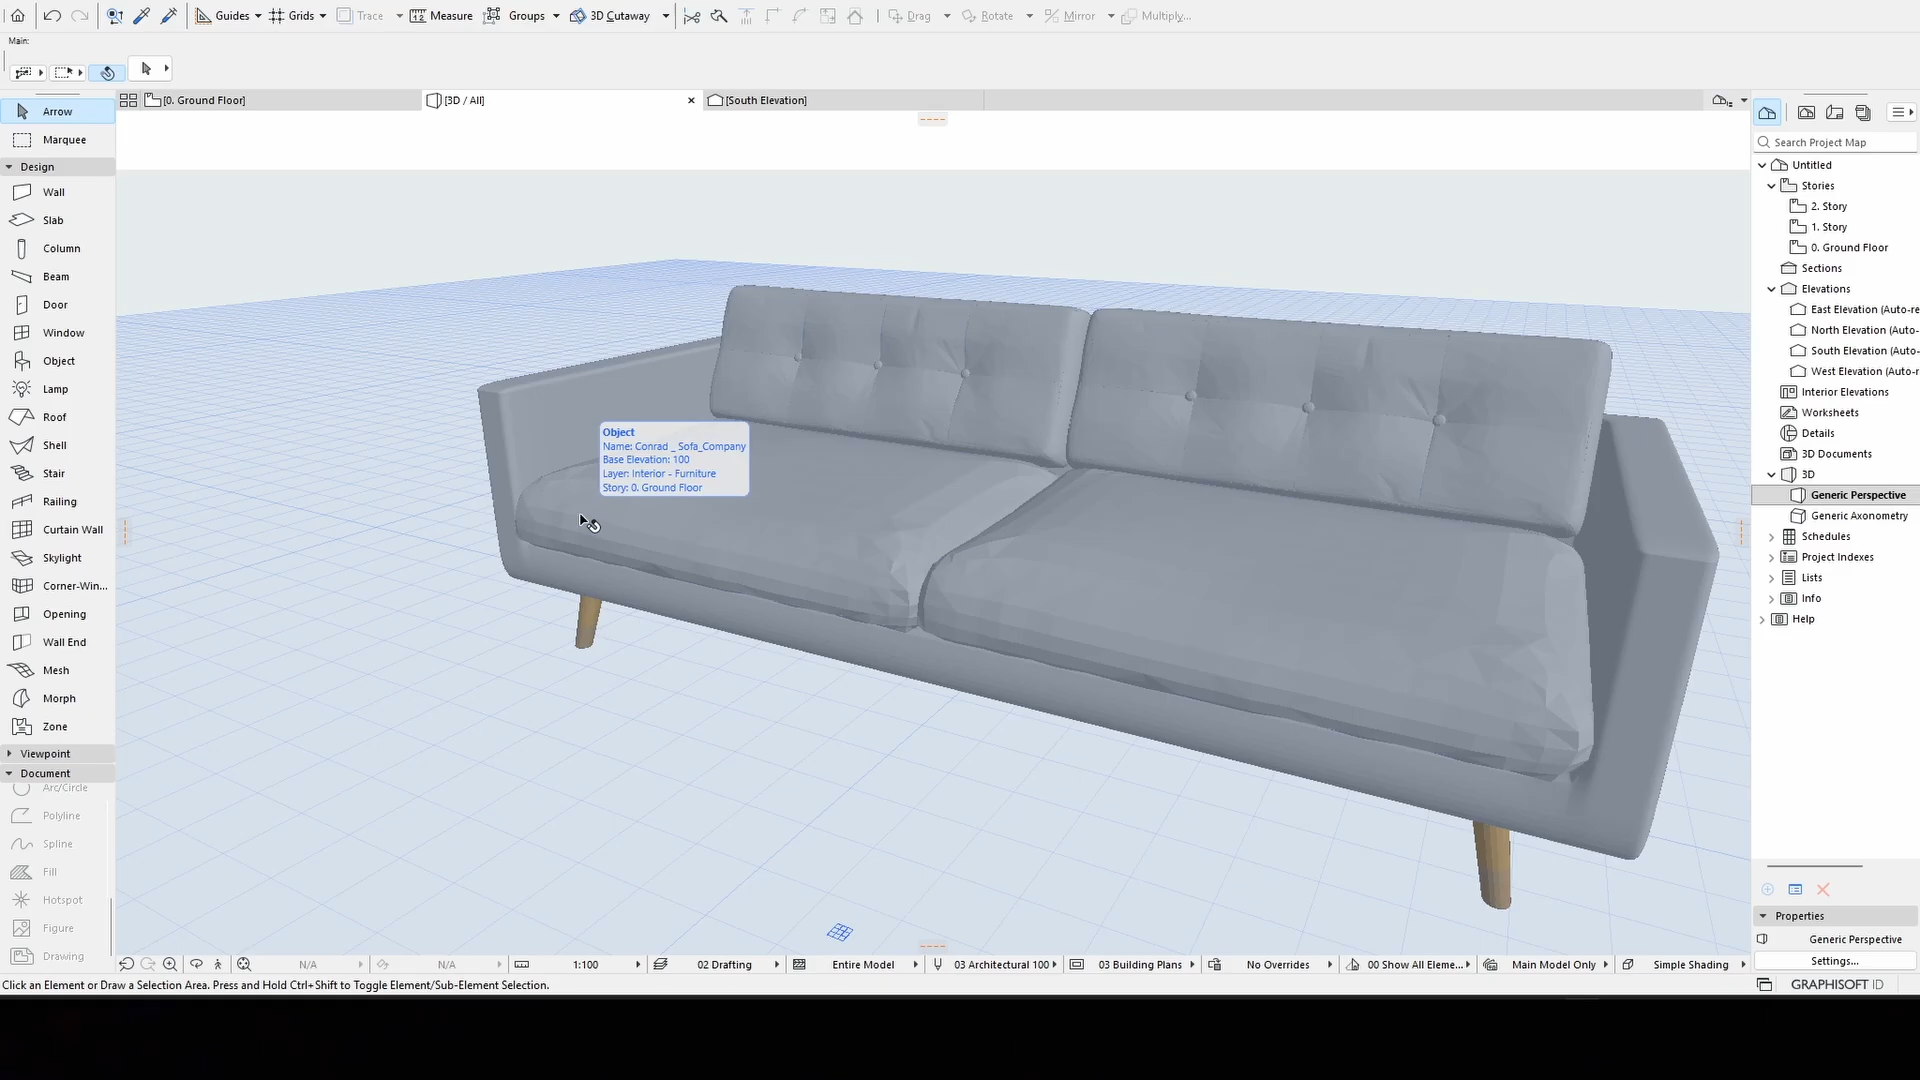 Guides
Grids
Trace
Measure
Groups
3D Cutaway
Drag
Rotate
Mirror
Multiply...
Main:
[0. Ground Floor]
[3D / All]
[South Elevation]
Arrow
Marquee
Design
Wall
Slab
Column
Beam
Door
Window
Object
Lamp
Roof
Shell
Stair
Railing
Curtain Wall
Skylight
Corner-Win...
Opening
Wall End
Mesh
Morph
Zone
Viewpoint
Document
Arc/Circle
Polyline
Spline
Fill
Hotspot
Figure
Drawing
Object
Name: Conrad _ Sofa_Company
Base Elevation: 100
Layer: Interior - Furniture
Story: 0. Ground Floor
Search Project Map
Untitled
Stories
2. Story
1. Story
0. Ground Floor
Sections
Elevations
East Elevation (Auto-re
North Elevation (Auto-
South Elevation (Auto-
West Elevation (Auto-r
Interior Elevations
Worksheets
Details
3D Documents
3D
Generic Perspective
Generic Axonometry
Schedules
Project Indexes
Lists
Info
Help
Properties
Generic Perspective
Settings...
N/A
N/A
1:100
02 Drafting
Entire Model
03 Architectural 100
03 Building Plans
No Overrides
00 Show All Eleme...
Main Model Only
Simple Shading
Click an Element or Draw a Selection Area. Press and Hold Ctrl+Shift to Toggle Element/Sub-Element Selection.
GRAPHISOFT ID